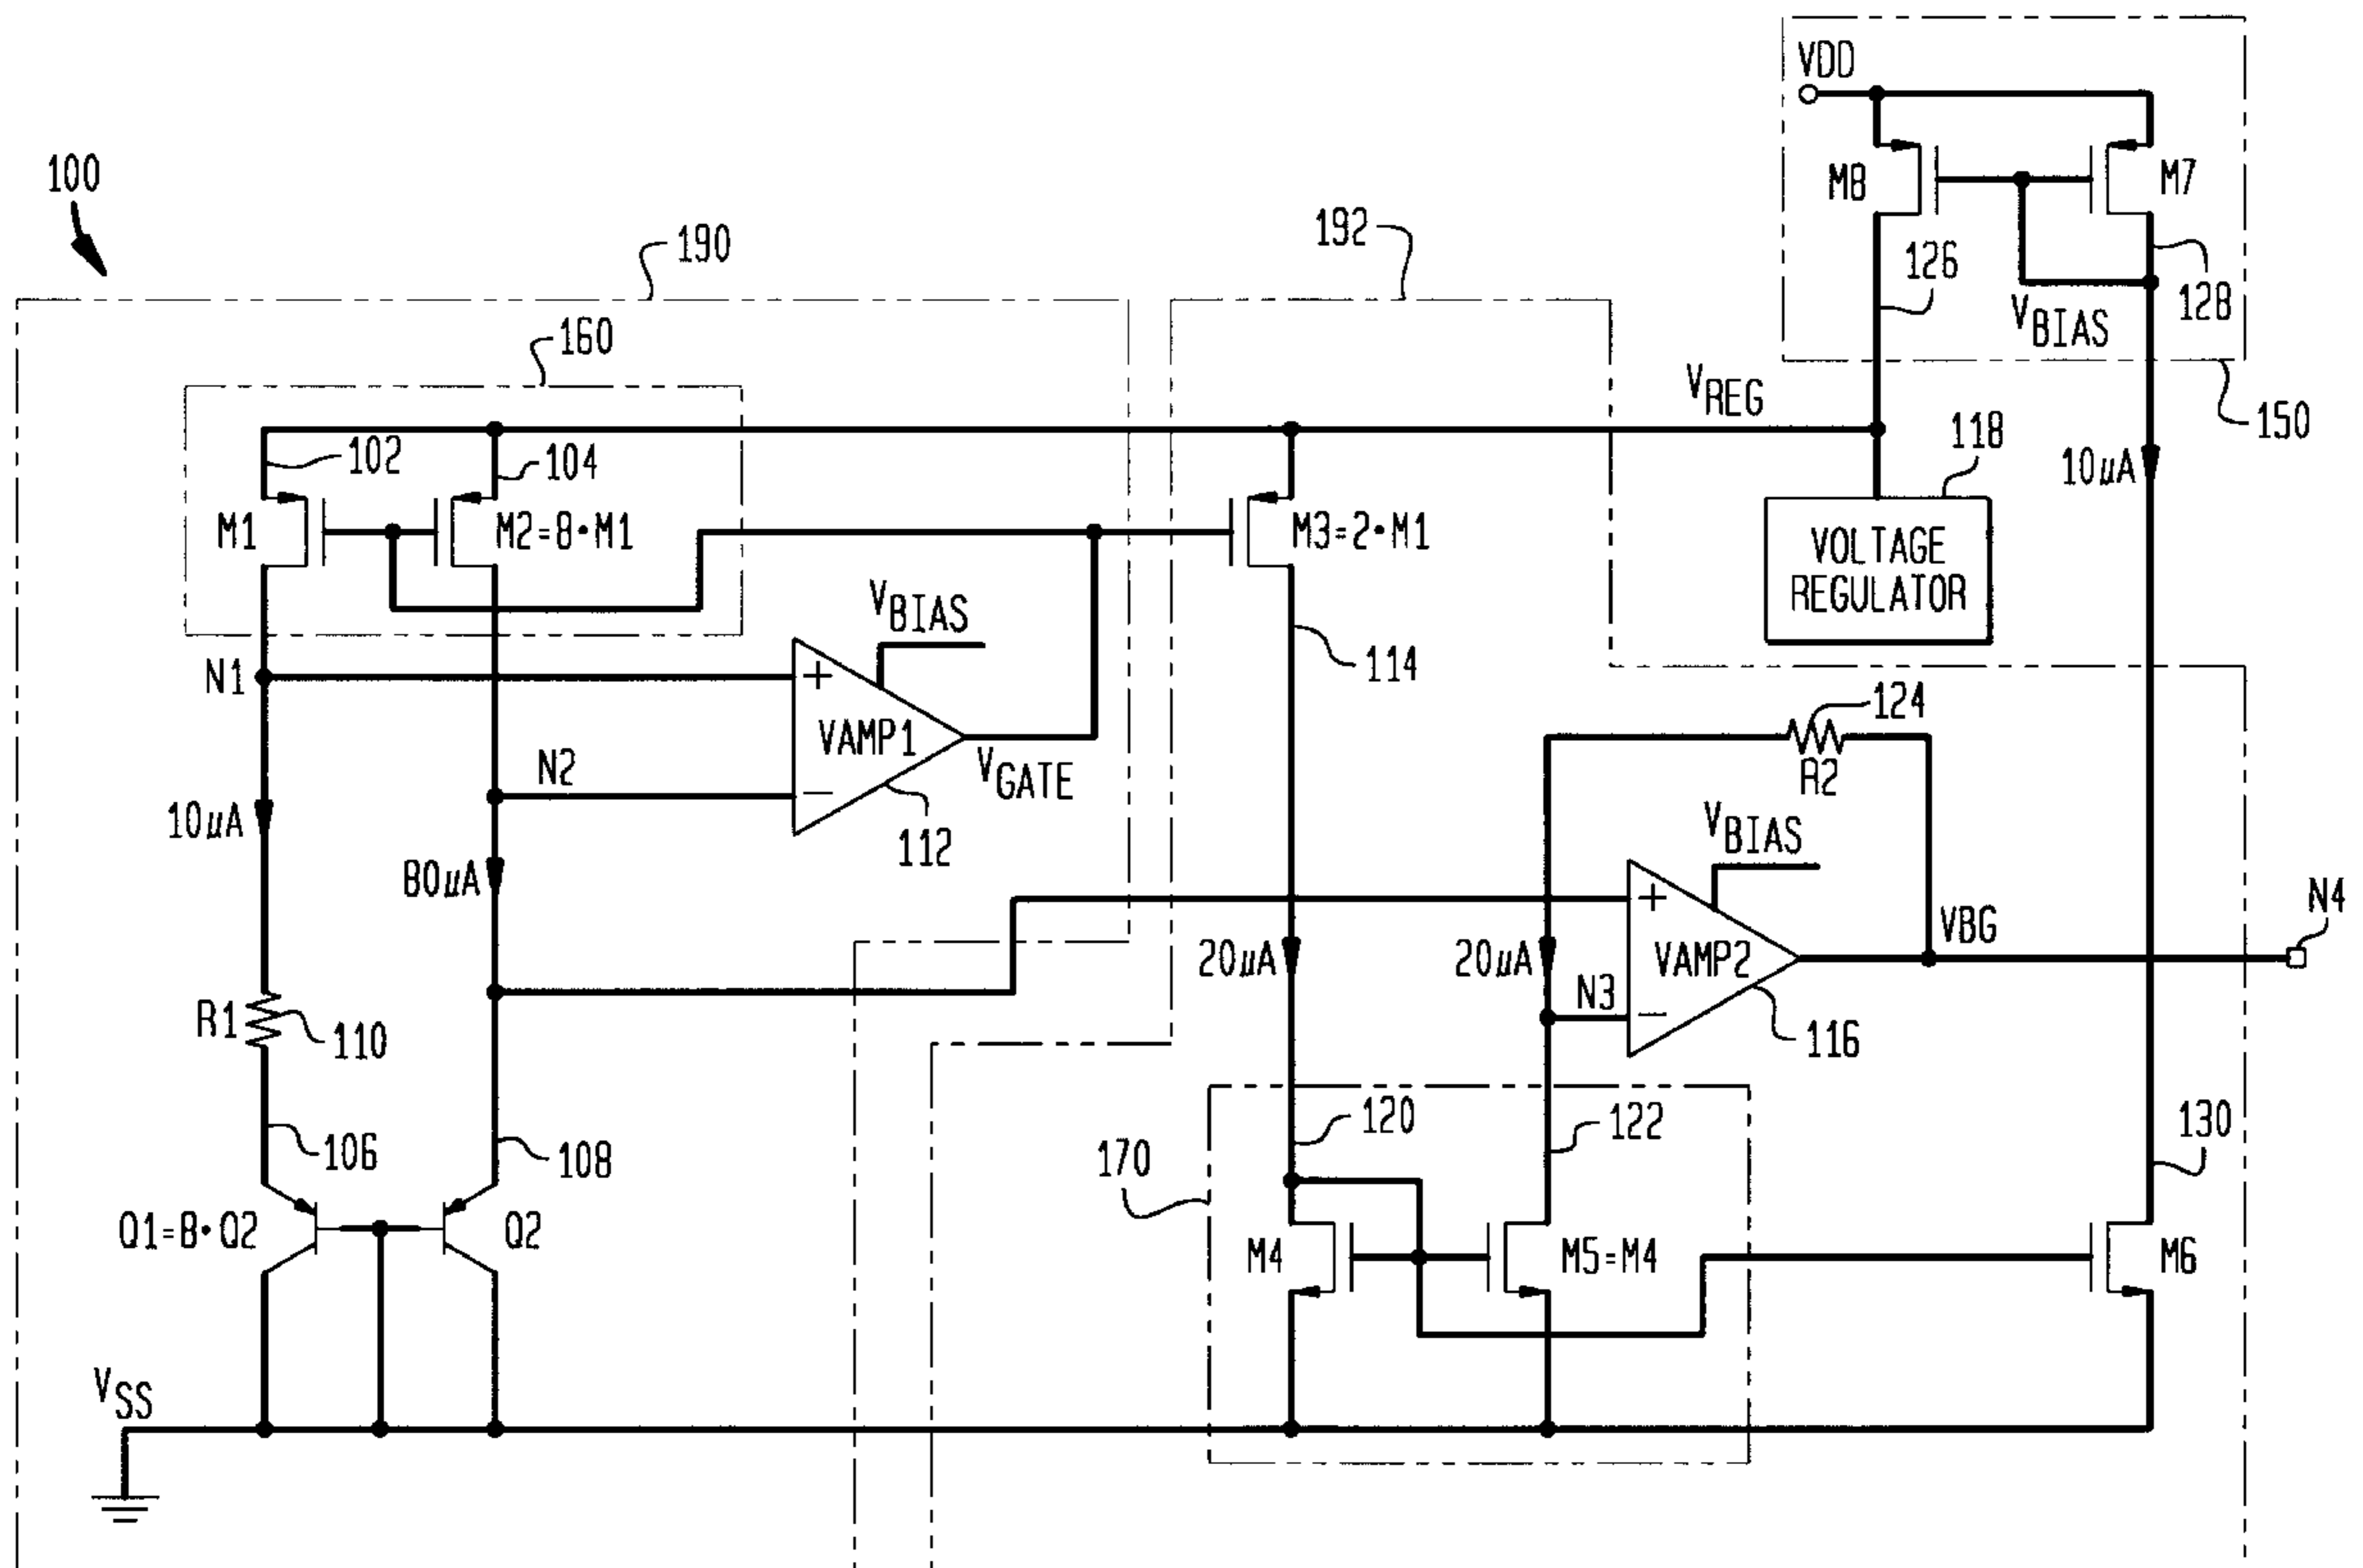 100
190
192
VDD
M8
M7
126
128
VBIAS
150
160
VREG
118
102
104
10µA
M1
M2=8•M1
M3=2•M1
VOLTAGE
REGULATOR
VBIAS
114
N1
+
VAMP1
VGATE
N2
−
112
10µA
80µA
124
R2
VBIAS
+
VAMP2
VBG
N4
20µA
20µA
N3
−
116
R1
110
106
108
170
120
122
130
Q1=8•Q2
Q2
M4
M5=M4
M6
VSS